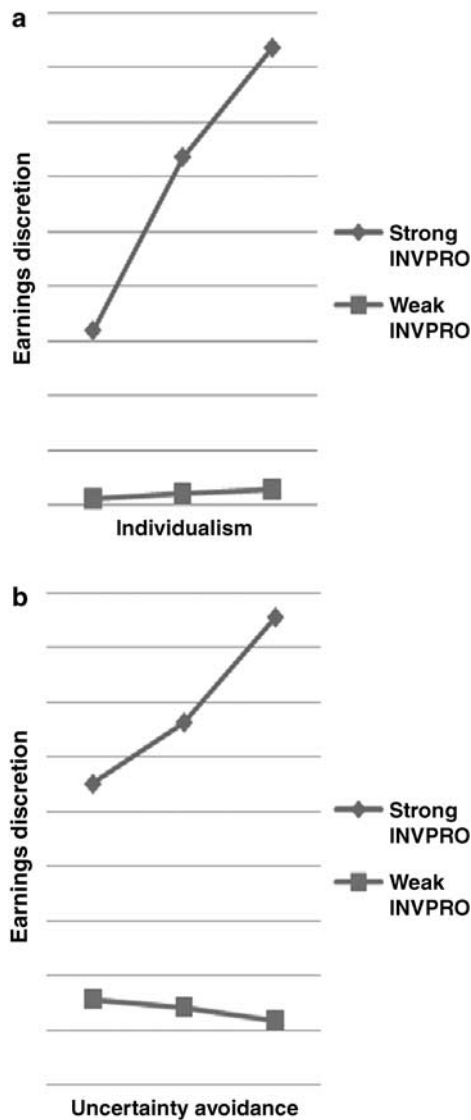 a
Earnings discretion
Strong
INVPRO
Weak
INVPRO
Individualism
b
Earnings discretion
Strong
INVPRO
Weak
INVPRO
Uncertainty avoidance